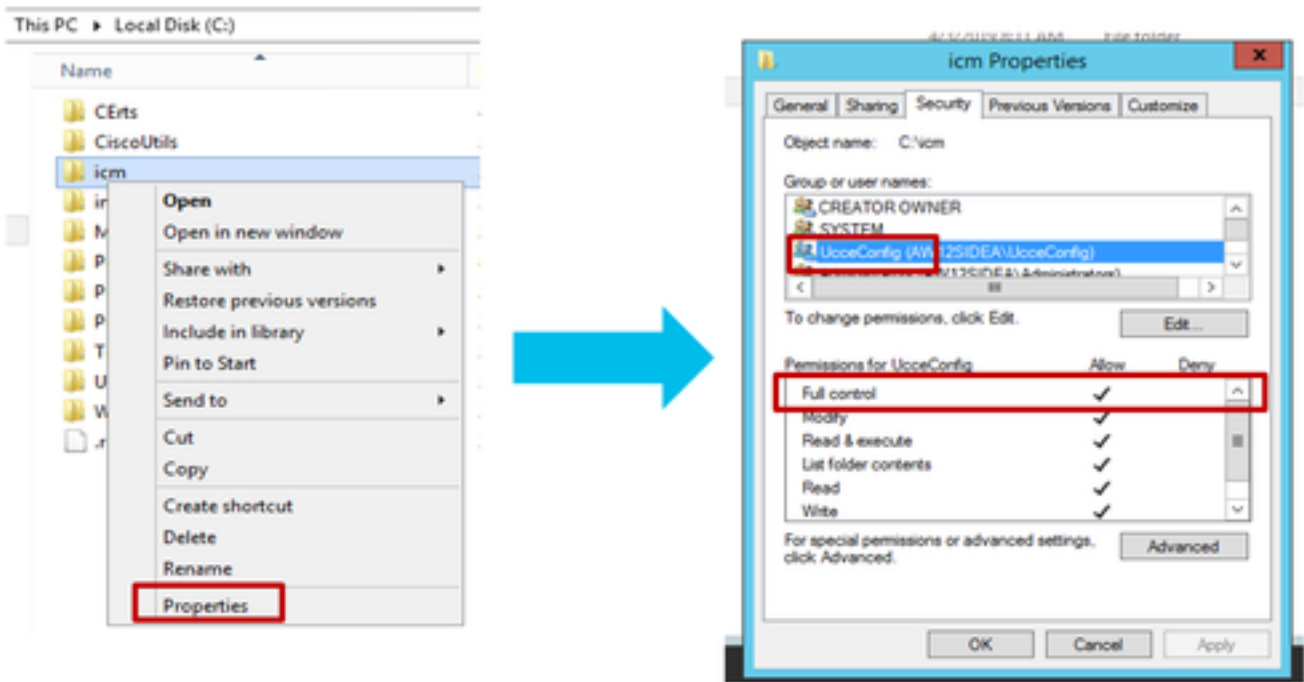 This PC ▸ Local Disk (C:)
Name
CErts
CiscoUtils
icm
Open
Open in new window
Share with
Restore previous versions
Include in library
Pin to Start
Send to
Cut
Copy
Create shortcut
Delete
Rename
Properties
File folder
icm Properties
General Sharing Security Previous Versions Customize
Object name: C:\icm
Group or user names:
CREATOR OWNER
SYSTEM
UcceConfig (AW12SIDEA\UcceConfig)
To change permissions, click Edit.
Edit...
Permissions for UcceConfig Allow Deny
Full control
Modify
Read & execute
List folder contents
Read
Write
For special permissions or advanced settings,
click Advanced.
Advanced
OK Cancel Apply